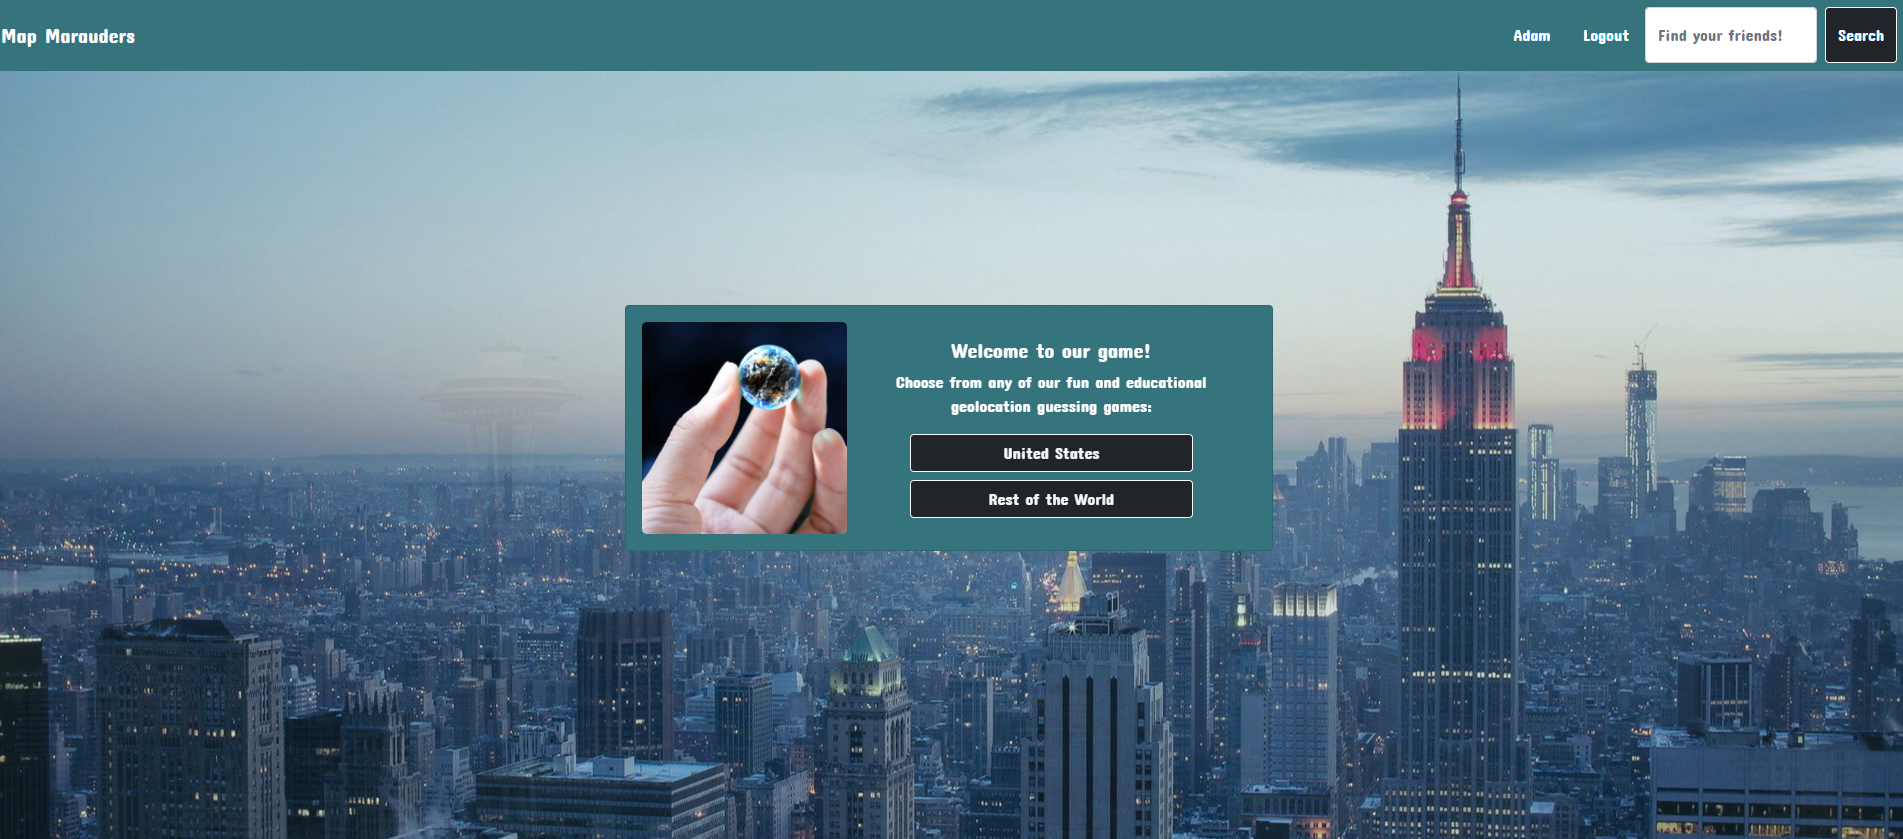 Map Marauders
Adam
Logout
Find your friends!
Search
Welcome to our game!
Choose from any of our fun and educational
geolocation guessing games:
United States
Rest of the World